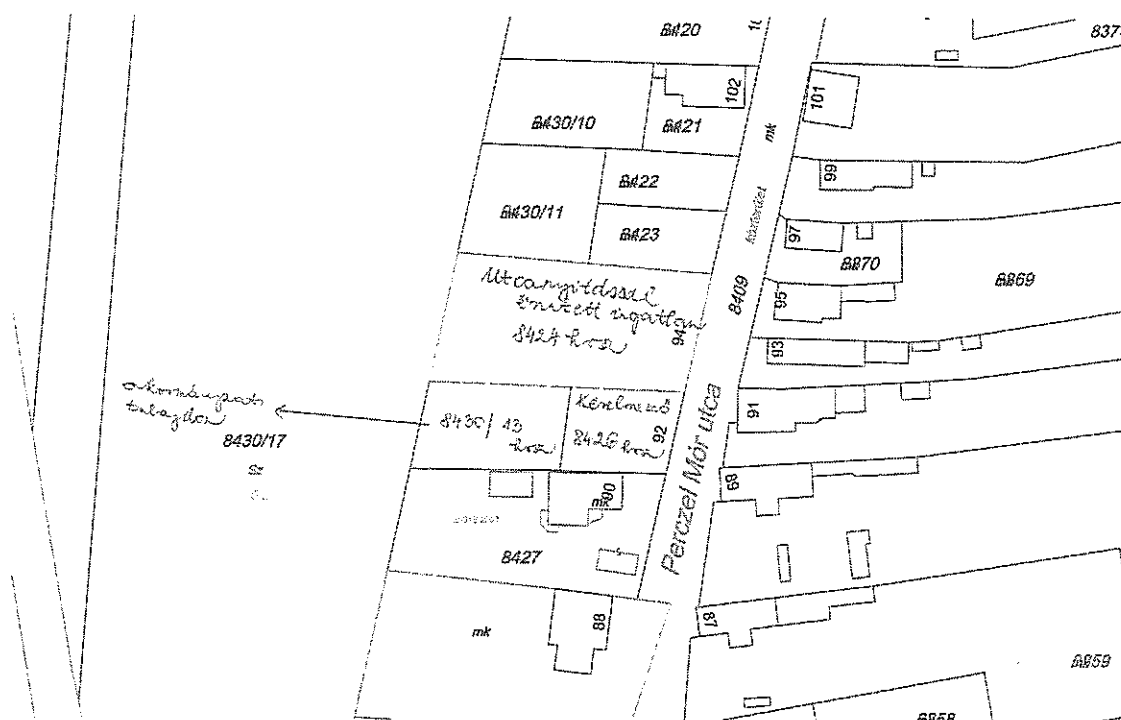 8420
102
8430/10
8421
101
mk
8422
8430/11
8423
99
közterület
97
8870
8869
8409
Utcanyitással
érintett ingatlan
8424 hrsz
94
95
93
önkormányzati
tulajdon
8430/17
8430/13
hrsz
Kérelmező
8426 hrsz
92
91
Perczel Mór utca
89
90
mk
8427
mk
88
87
8859
8858